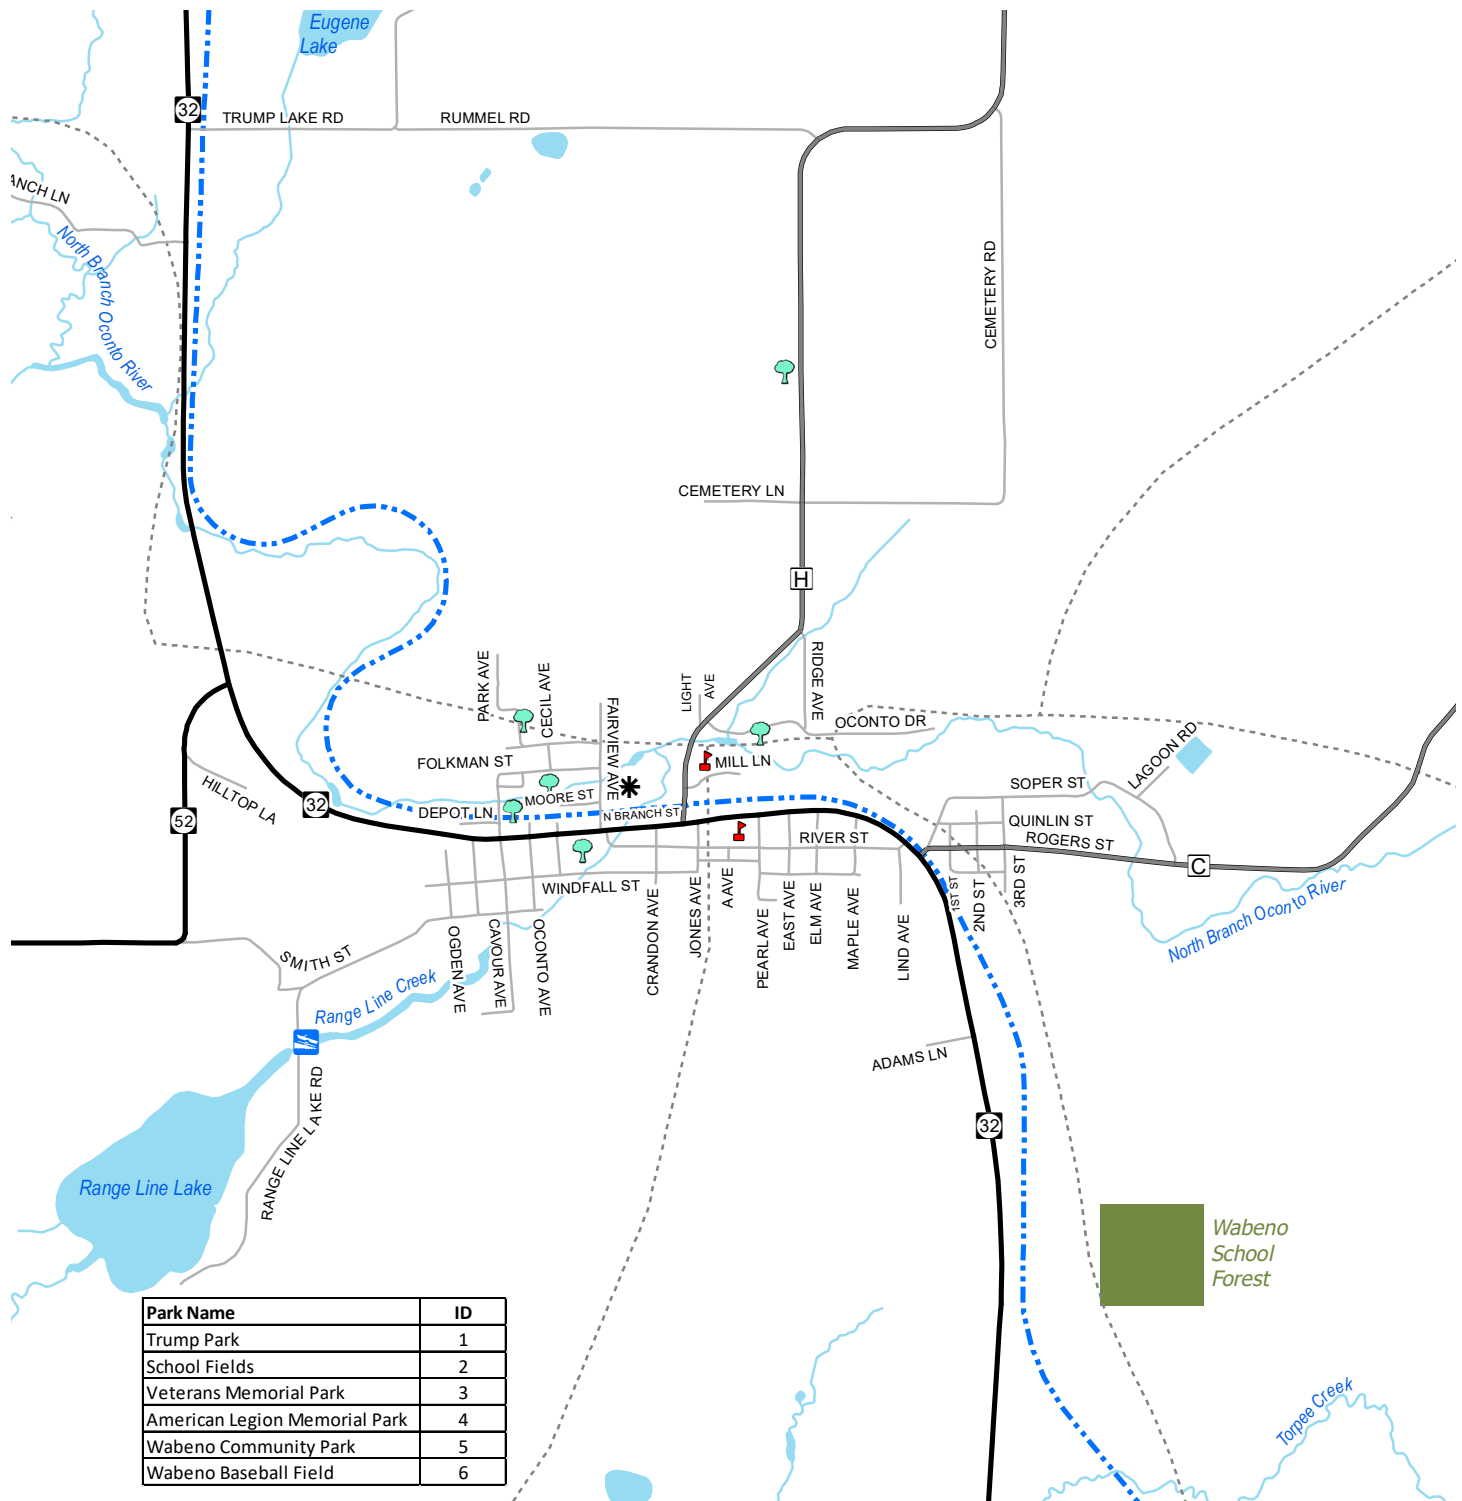 Eugene
Lake
32
TRUMP LAKE RD
RUMMEL RD
ANCH LN
North Branch Oconto River
CEMETERY RD
CEMETERY LN
H
PARK AVE
CECIL AVE
FAIRVIEW AVE
LIGHT
AVE
RIDGE AVE
OCONTO DR
FOLKMAN ST
MILL LN
LAGOON RD
SOPER ST
HILLTOP LA
32
DEPOT LN
MOORE ST
N BRANCH ST
52
QUINLIN ST
ROGERS ST
RIVER ST
C
WINDFALL ST
OGDEN AVE
CAVOUR AVE
OCONTO AVE
CRANDON AVE
JONES AVE
A AVE
PEARL AVE
EAST AVE
ELM AVE
MAPLE AVE
LIND AVE
1ST ST
2ND ST
3RD ST
North Branch Oconto River
SMITH ST
Range Line Creek
ADAMS LN
RANGE LINE LAKE RD
32
Range Line Lake
Wabeno
School
Forest
Park Name ID
Trump Park 1
School Fields 2
Veterans Memorial Park 3
American Legion Memorial Park 4
Wabeno Community Park 5
Wabeno Baseball Field 6
Torpee Creek